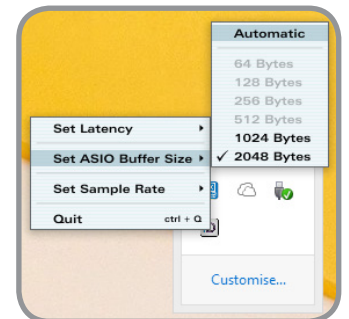 Automatic
64 Bytes
128 Bytes
256 Bytes
512 Bytes
1024 Bytes
✓ 2048 Bytes
Set Latency
Set ASIO Buffer Size
Set Sample Rate
Quit ctrl + Q
Customise...